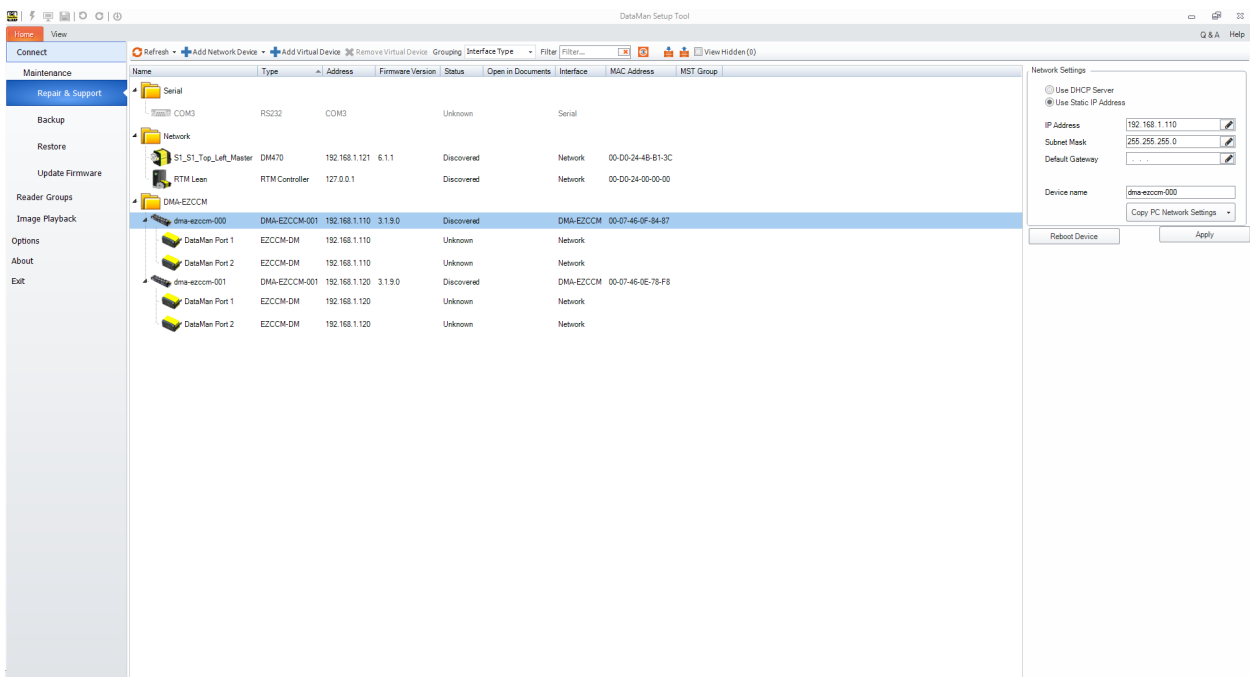 DataMan Setup Tool
Home View Q & A Help
Connect
Maintenance
Repair & Support
Backup
Restore
Update Firmware
Reader Groups
Image Playback
Options
About
Exit
Refresh Add Network Device Add Virtual Device Remove Virtual Device Grouping Interface Type Filter Filter... View Hidden (0)
Name Type Address Firmware Version Status Open in Documents Interface MAC Address MST Group
Serial
COM3 RS232 COM3 Unknown Serial
Network
S1_S1_Top_Left_Master DM470 192.168.1.121 6.1.1 Discovered Network 00-D0-24-4B-B1-3C
RTM Lean RTM Controller 127.0.0.1 Discovered Network 00-D0-24-00-00-00
DMA-EZCCM
dma-ezccm-000 DMA-EZCCM-001 192.168.1.110 3.1.9.0 Discovered DMA-EZCCM 00-07-46-0F-84-87
DataMan Port 1 EZCCM-DM 192.168.1.110 Unknown Network
DataMan Port 2 EZCCM-DM 192.168.1.110 Unknown Network
dma-ezccm-001 DMA-EZCCM-001 192.168.1.120 3.1.9.0 Discovered DMA-EZCCM 00-07-46-0E-78-F8
DataMan Port 1 EZCCM-DM 192.168.1.120 Unknown Network
DataMan Port 2 EZCCM-DM 192.168.1.120 Unknown Network
Network Settings
Use DHCP Server
Use Static IP Address
IP Address 192.168.1.110
Subnet Mask 255.255.255.0
Default Gateway . . .
Device name dma-ezccm-000
Copy PC Network Settings
Reboot Device Apply